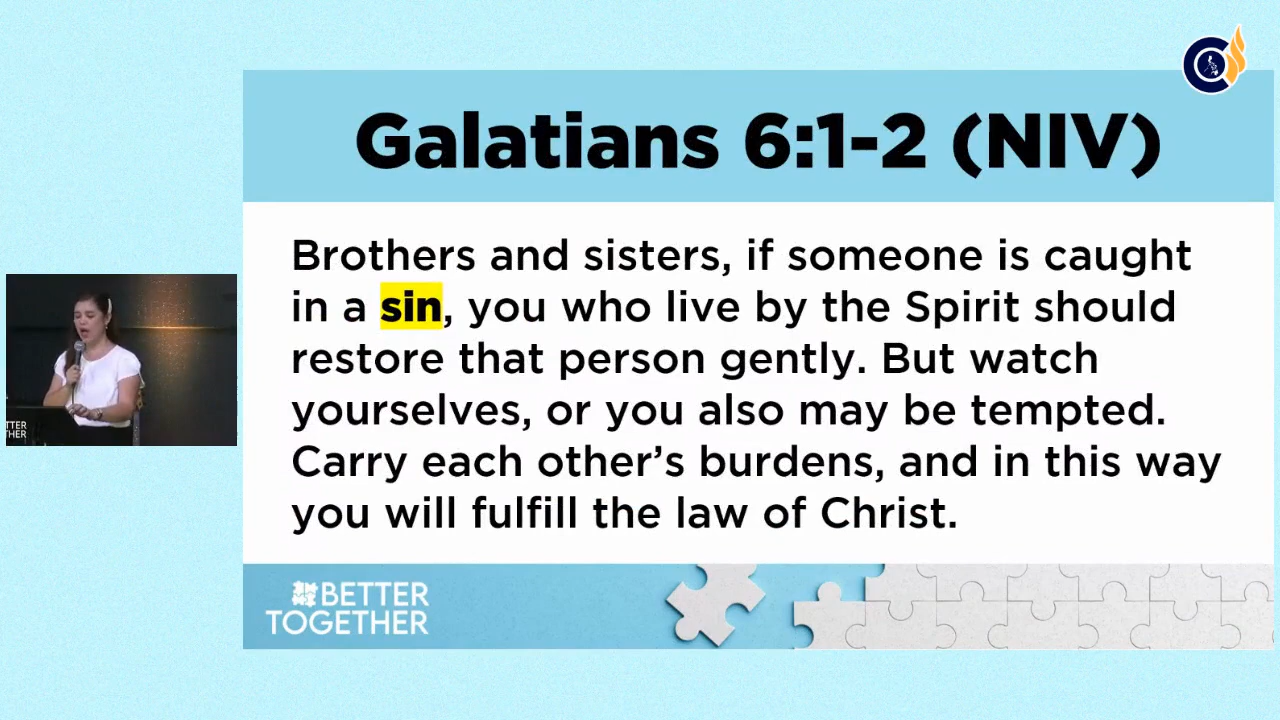 Galatians 6:1-2 (NIV)
Brothers and sisters, if someone is caught
in a sin, you who live by the Spirit should
restore that person gently. But watch
yourselves, or you also may be tempted.
Carry each other’s burdens, and in this way
you will fulfill the law of Christ.
BETTER
TOGETHER
TTER
THER